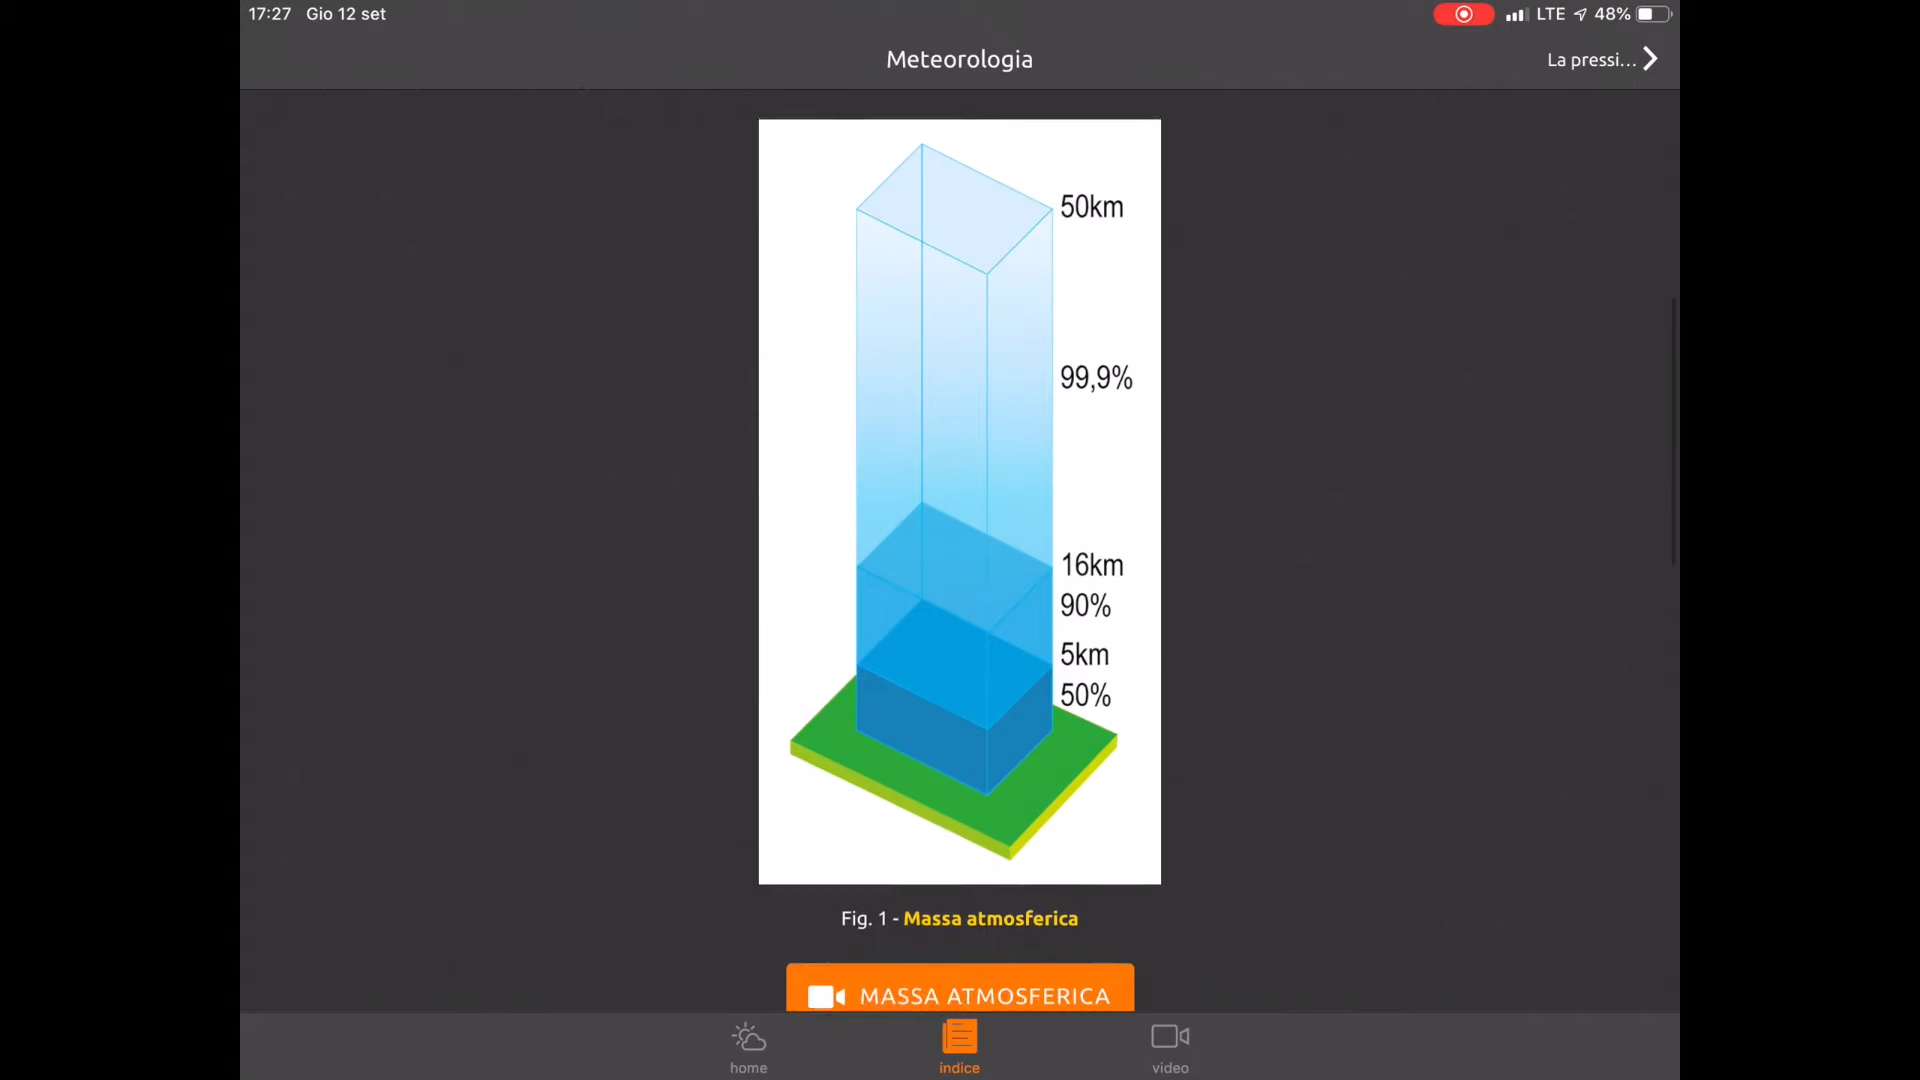 17:27 Gio 12 set
LTE 48%
Meteorologia
La pressi...
50km
99,9%
16km
90%
5km
50%
Fig. 1 - Massa atmosferica
MASSA ATMOSFERICA
home
indice
video